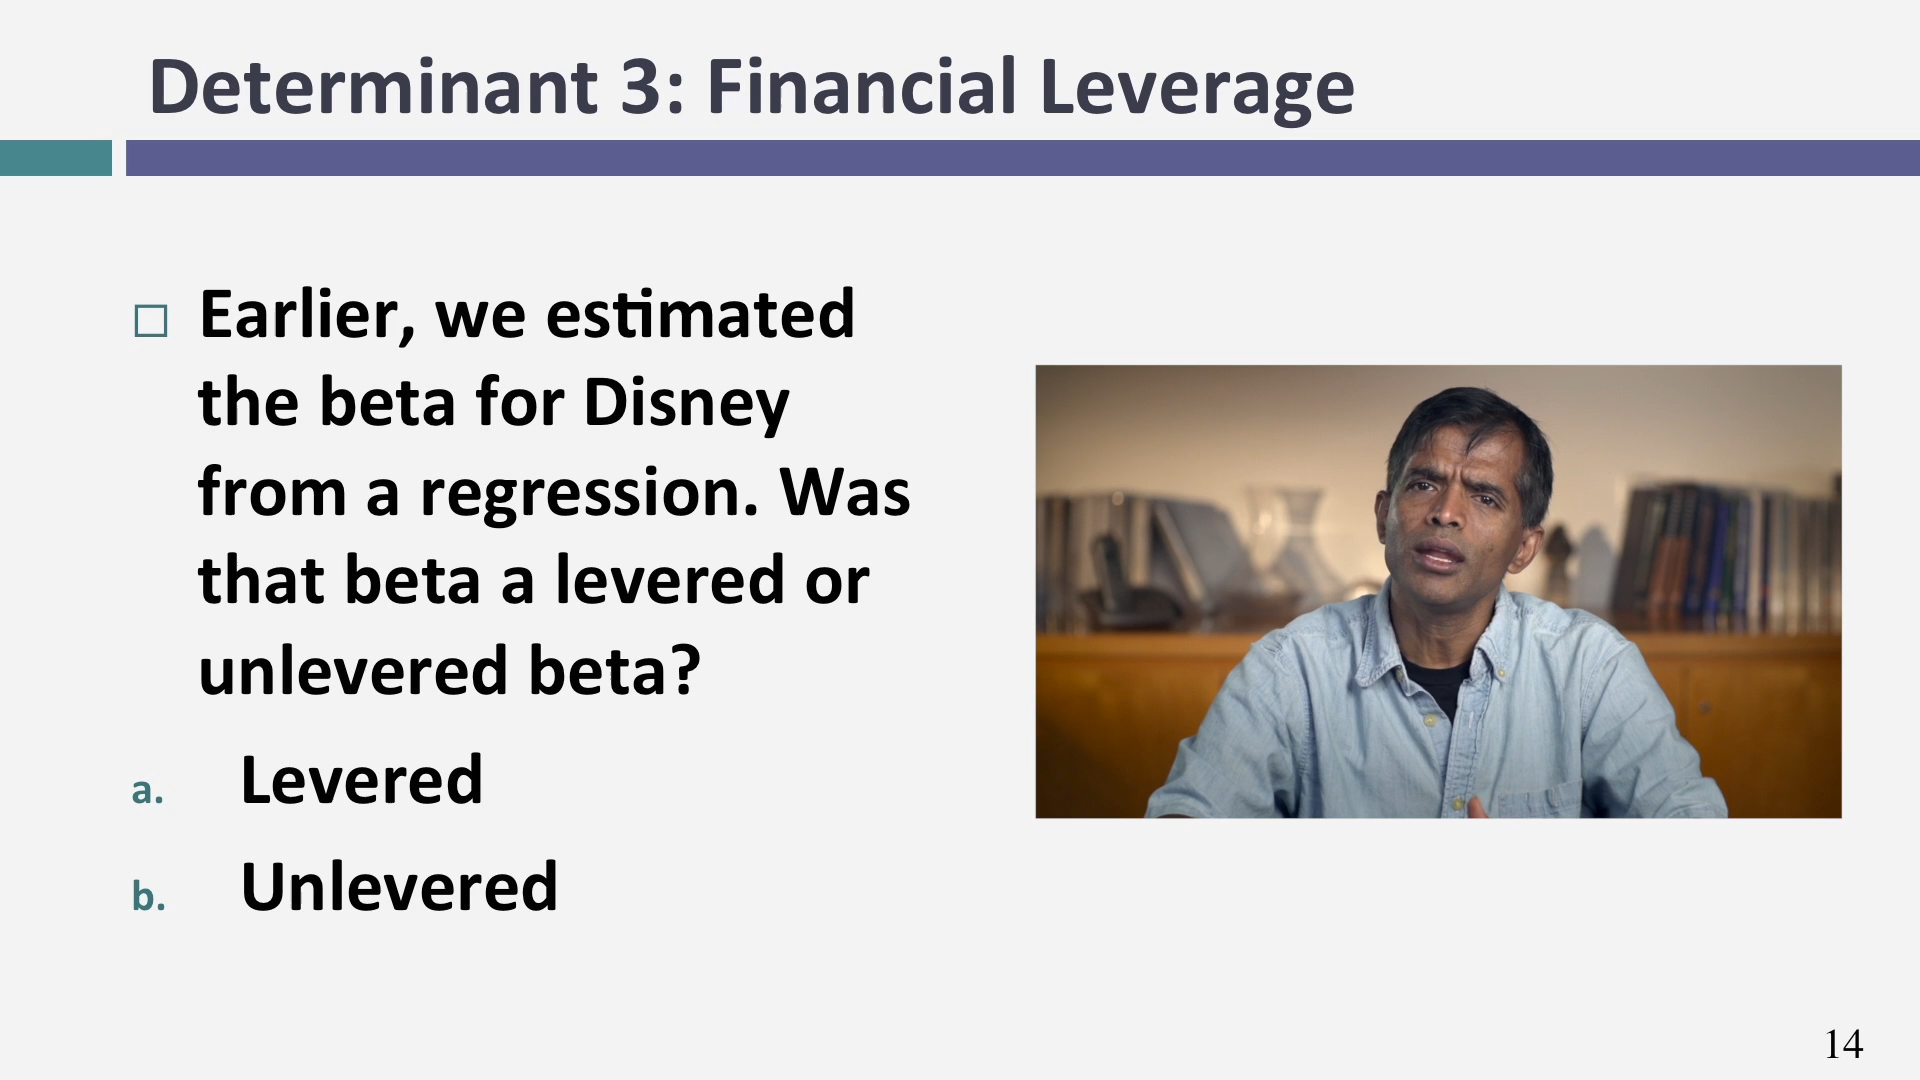 Determinant 3: Financial Leverage
Earlier, we estimated
the beta for Disney
from a regression. Was
that beta a levered or
unlevered beta?
a. Levered
b. Unlevered
14